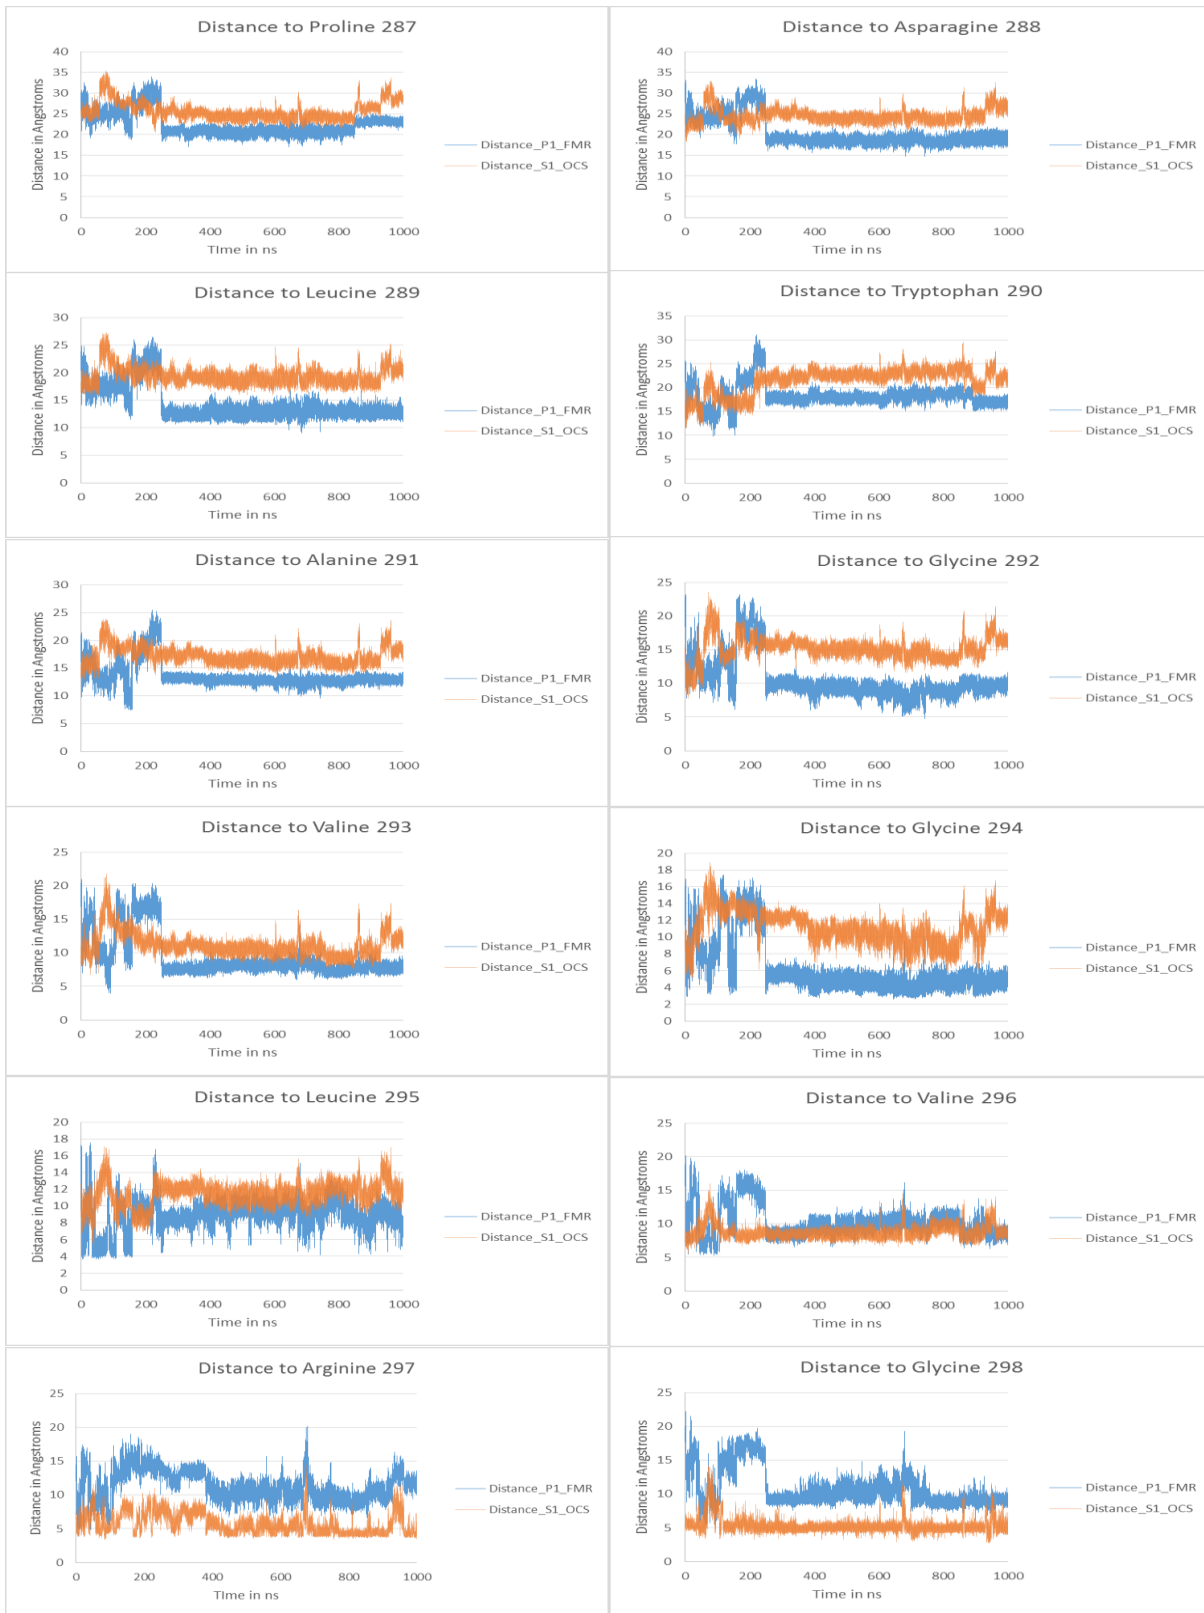 Distance to Proline 287
Distance in Angstroms
40
35
30
25
20
15
10
5
0
0 200 400 600 800 1000
TIme in ns
Distance_P1_FMR
Distance_S1_OCS
Distance to Asparagine 288
Distance in Angstroms
40
35
30
25
20
15
10
5
0
0 200 400 600 800 1000
Time in ns
Distance_P1_FMR
Distance_S1_OCS
Distance to Leucine 289
Distance in Angstroms
30
25
20
15
10
5
0
0 200 400 600 800 1000
Time in ns
Distance_P1_FMR
Distance_S1_OCS
Distance to Tryptophan 290
Distance in Angstroms
35
30
25
20
15
10
5
0
0 200 400 600 800 1000
Time in ns
Distance_P1_FMR
Distance_S1_OCS
Distance to Alanine 291
Distance in Angstroms
30
25
20
15
10
5
0
0 200 400 600 800 1000
Time in ns
Distance_P1_FMR
Distance_S1_OCS
Distance to Glycine 292
Distance in Angstroms
25
20
15
10
5
0
0 200 400 600 800 1000
Time in ns
Distance_P1_FMR
Distance_S1_OCS
Distance to Valine 293
Distance in Angstroms
25
20
15
10
5
0
0 200 400 600 800 1000
Time in ns
Distance_P1_FMR
Distance_S1_OCS
Distance to Glycine 294
Distance in Angstroms
20
18
16
14
12
10
8
6
4
2
0
0 200 400 600 800 1000
Time in ns
Distance_P1_FMR
Distance_S1_OCS
Distance to Leucine 295
Distance in Ansgtroms
20
18
16
14
12
10
8
6
4
2
0
0 200 400 600 800 1000
Time in ns
Distance_P1_FMR
Distance_S1_OCS
Distance to Valine 296
Distance in Angstroms
25
20
15
10
5
0
0 200 400 600 800 1000
Time in ns
Distance_P1_FMR
Distance_S1_OCS
Distance to Arginine 297
Distance in Angstroms
25
20
15
10
5
0
0 200 400 600 800 1000
TIme in ns
Distance_P1_FMR
Distance_S1_OCS
Distance to Glycine 298
Distance in Angstroms
25
20
15
10
5
0
0 200 400 600 800 1000
Time in ns
Distance_P1_FMR
Distance_S1_OCS